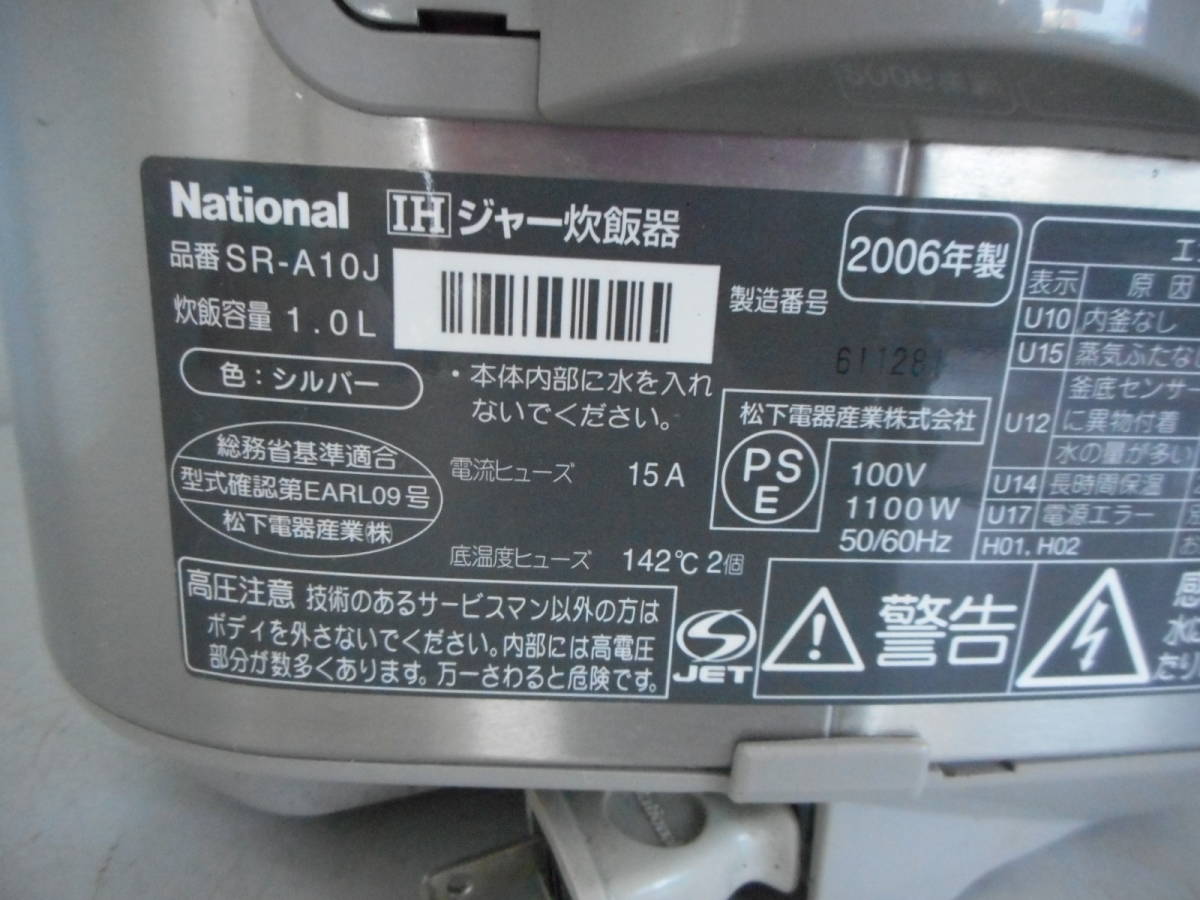 National IH ジャー炊飯器
品番 SR-A10J
炊飯容量 1.0L
色：シルバー
・本体内部に水を入れ
ないでください。
総務省基準適合
型式確認第EARL09号
松下電器産業㈱
電流ヒューズ 15A
底温度ヒューズ 142℃ 2個
高圧注意 技術のあるサービスマン以外の方は
ボディを外さないでください。内部には高電圧
部分が数多くあります。万一さわると危険です。
2006年製
製造番号
松下電器産業株式会社
PS
E
100V
1100W
50/60Hz
S
JET
警告
表示 原因
U10 内釜なし
U15 蒸気ふたな
U12 釜底センサー
に異物付着
水の量が多い
U14 長時間保温
U17 電源エラー
H01, H02
感
水
たり